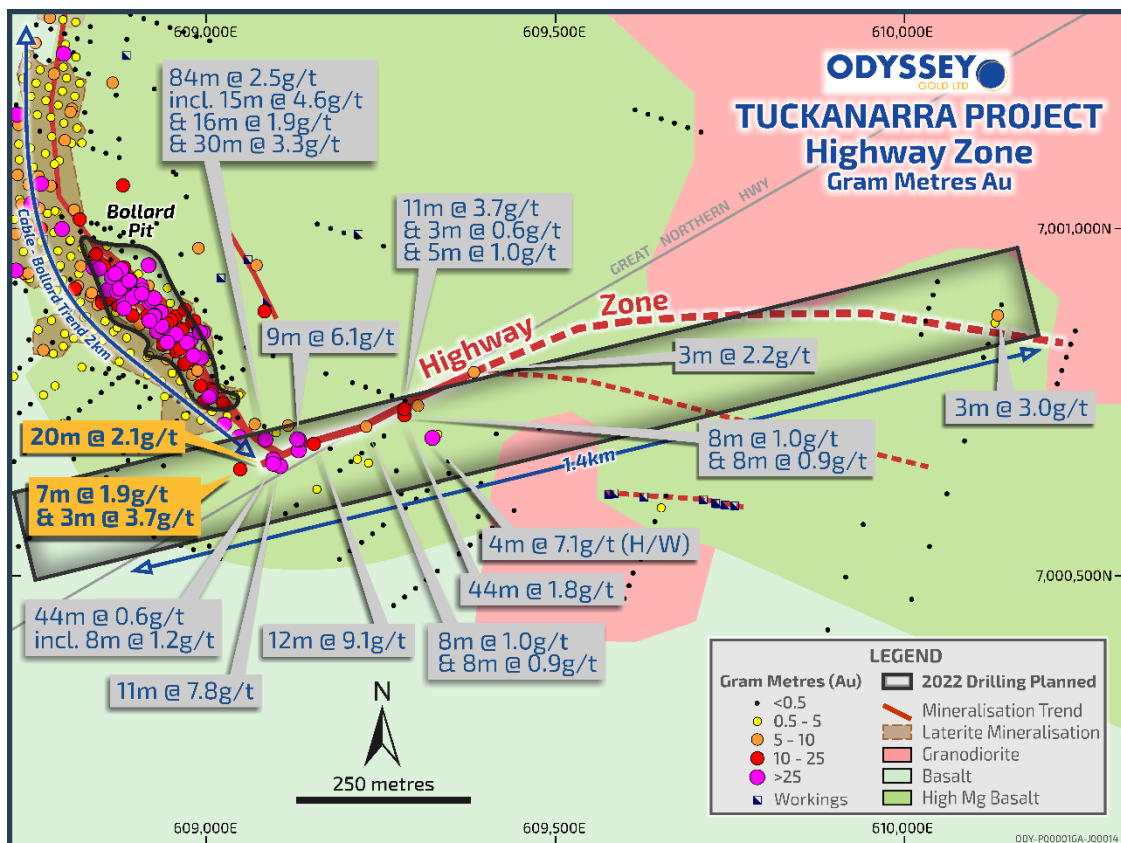 609,000E
609,500E
610,000E
ODYSSEY
GOLD LTD
TUCKANARRA PROJECT
Highway Zone
Gram Metres Au
84m @ 2.5g/t
incl. 15m @ 4.6g/t
& 16m @ 1.9g/t
& 30m @ 3.3g/t
Bollard
Pit
11m @ 3.7g/t
& 3m @ 0.6g/t
& 5m @ 1.0g/t
GREAT NORTHERN HWY
7,001,000N
Cable - Bollard Trend 2km
9m @ 6.1g/t
Highway Zone
3m @ 2.2g/t
3m @ 3.0g/t
20m @ 2.1g/t
8m @ 1.0g/t
& 8m @ 0.9g/t
1.4km
7m @ 1.9g/t
& 3m @ 3.7g/t
4m @ 7.1g/t (H/W)
44m @ 1.8g/t
7,000,500N
44m @ 0.6g/t
incl. 8m @ 1.2g/t
12m @ 9.1g/t
8m @ 1.0g/t
& 8m @ 0.9g/t
11m @ 7.8g/t
N
250 metres
LEGEND
Gram Metres (Au)
<0.5
0.5 - 5
5 - 10
10 - 25
>25
Workings
2022 Drilling Planned
Mineralisation Trend
Laterite Mineralisation
Granodiorite
Basalt
High Mg Basalt
609,000E
609,500E
610,000E
ODY-P00001GA-J00014